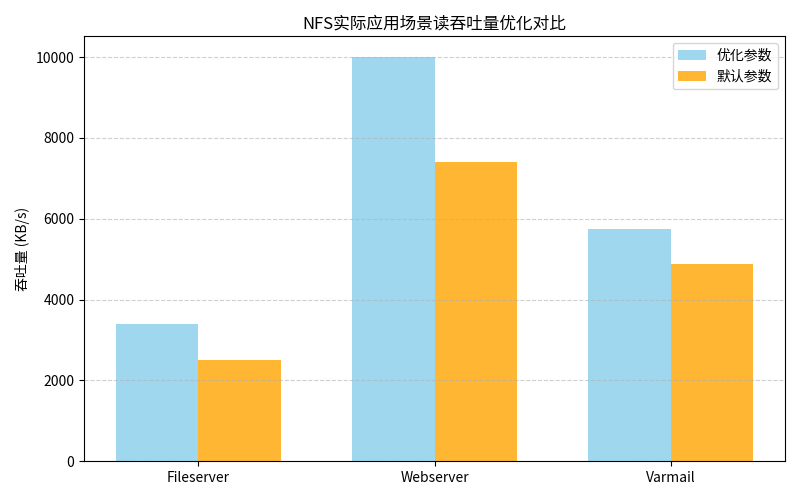 NFS实际应用场景读吞吐量优化对比
优化参数
默认参数
吞吐量 (KB/s)
10000
8000
6000
4000
2000
0
Fileserver
Webserver
Varmail